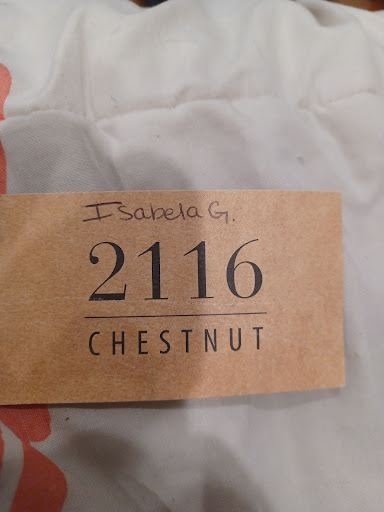 Isabela G.
2116
CHESTNUT